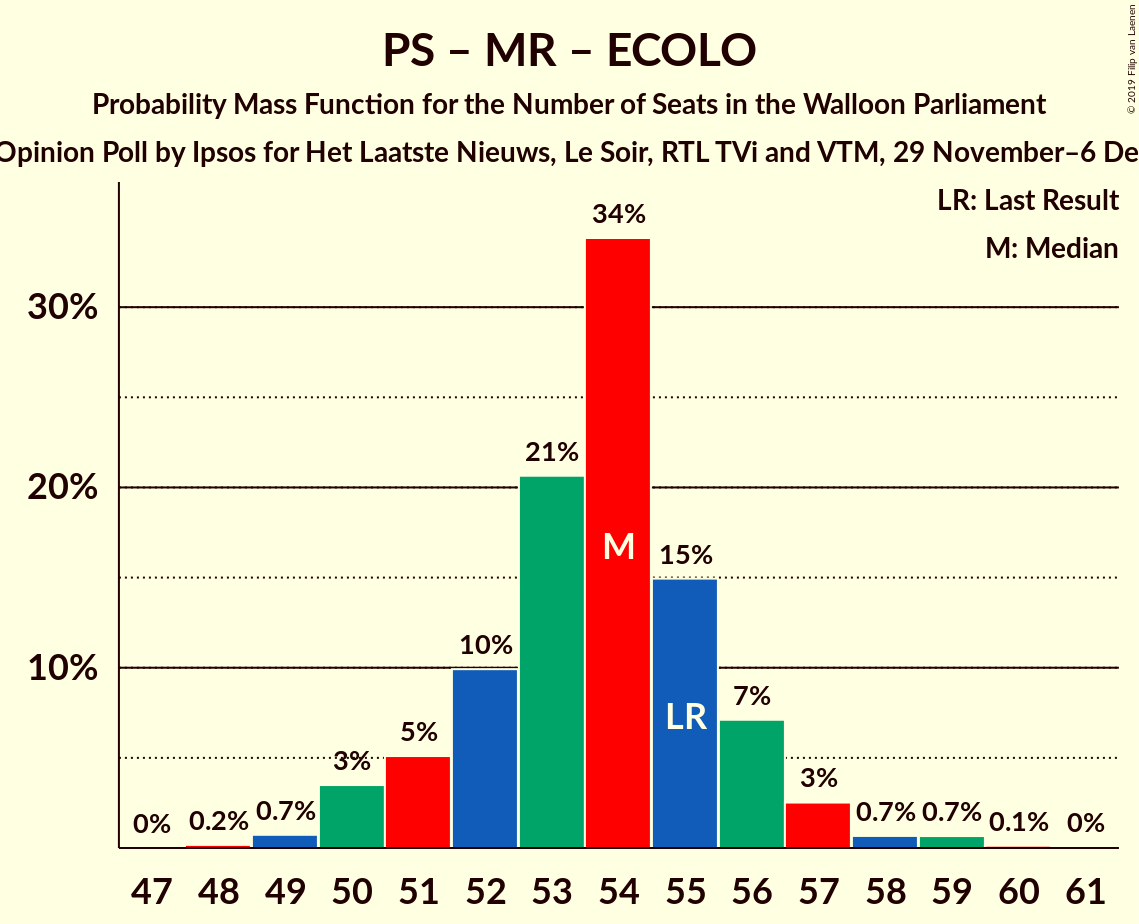 PS – MR – ECOLO
Probability Mass Function for the Number of Seats in the Walloon Parliament
Opinion Poll by Ipsos for Het Laatste Nieuws, Le Soir, RTL TVi and VTM, 29 November–6 De
© 2019 Filip van Laenen
LR: Last Result
M: Median
34%
30%
21%
20%
M
15%
10%
10%
LR
7%
5%
3%
3%
0%
0.2%
0.7%
0.7%
0.7%
0.1%
0%
47 48 49 50 51 52 53 54 55 56 57 58 59 60 61